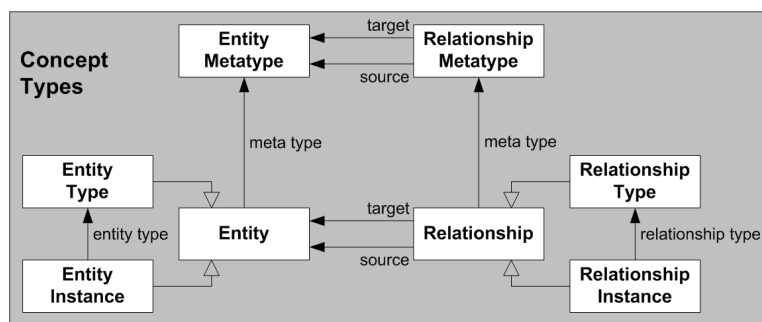 Concept
Types
Entity
Metatype
target
source
Relationship
Metatype
meta type
meta type
Entity
Type
entity type
Entity
Instance
Entity
target
source
Relationship
Relationship
Type
relationship type
Relationship
Instance